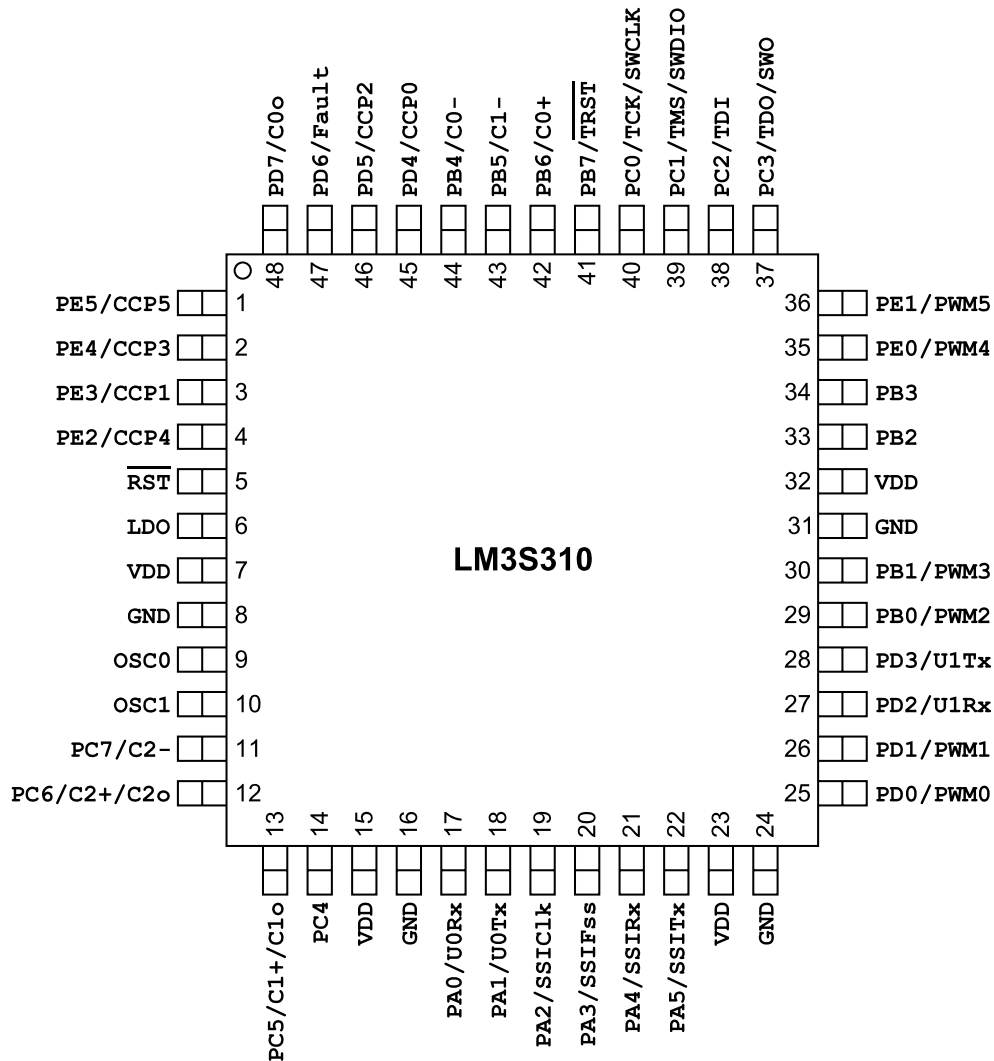 PD7/C0o
PD6/Fault
PD5/CCP2
PD4/CCP0
PB4/C0-
PB5/C1-
PB6/C0+
PB7/TRST
PC0/TCK/SWCLK
PC1/TMS/SWDIO
PC2/TDI
PC3/TDO/SWO
48 47 46 45 44 43 42 41 40 39 38 37
PE5/CCP5 1
PE4/CCP3 2
PE3/CCP1 3
PE2/CCP4 4
RST 5
LDO 6
VDD 7
GND 8
OSC0 9
OSC1 10
PC7/C2- 11
PC6/C2+/C2o 12
LM3S310
36 PE1/PWM5
35 PE0/PWM4
34 PB3
33 PB2
32 VDD
31 GND
30 PB1/PWM3
29 PB0/PWM2
28 PD3/U1Tx
27 PD2/U1Rx
26 PD1/PWM1
25 PD0/PWM0
13 14 15 16 17 18 19 20 21 22 23 24
PC5/C1+/C1o
PC4
VDD
GND
PA0/U0Rx
PA1/U0Tx
PA2/SSIClk
PA3/SSIFss
PA4/SSIRx
PA5/SSITx
VDD
GND